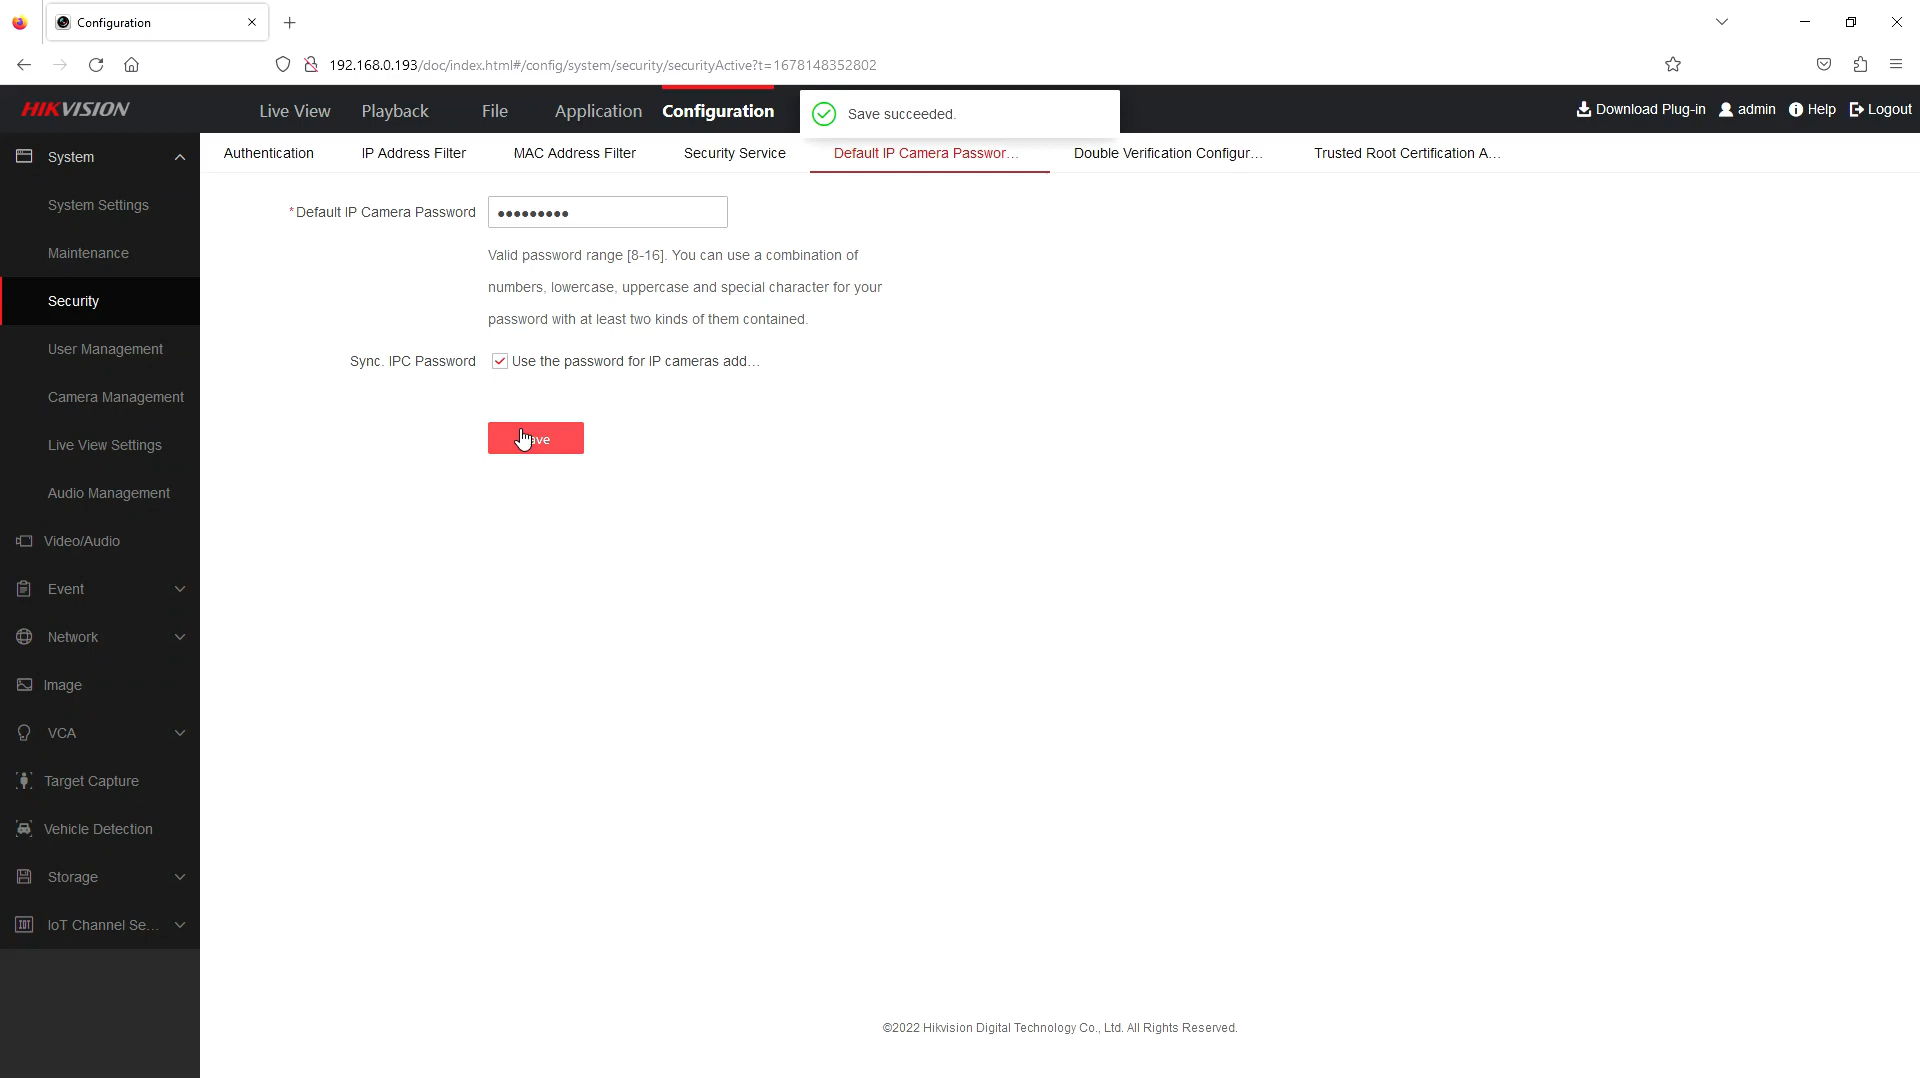 Configuration
192.168.0.193/doc/index.html#/config/system/security/securityActive?t=1678148352802
HIKVISION
Live View
Playback
File
Application
Configuration
Save succeeded.
Download Plug-in
admin
Help
Logout
System
System Settings
Maintenance
Security
User Management
Camera Management
Live View Settings
Audio Management
Video/Audio
Event
Network
Image
VCA
Target Capture
Vehicle Detection
Storage
IOT
IoT Channel Se...
Authentication
IP Address Filter
MAC Address Filter
Security Service
Default IP Camera Passwor...
Double Verification Configur...
Trusted Root Certification A...
*Default IP Camera Password
●●●●●●●●●
Valid password range [8-16]. You can use a combination of
numbers, lowercase, uppercase and special character for your
password with at least two kinds of them contained.
Sync. IPC Password
Use the password for IP cameras add...
ave
©2022 Hikvision Digital Technology Co., Ltd. All Rights Reserved.